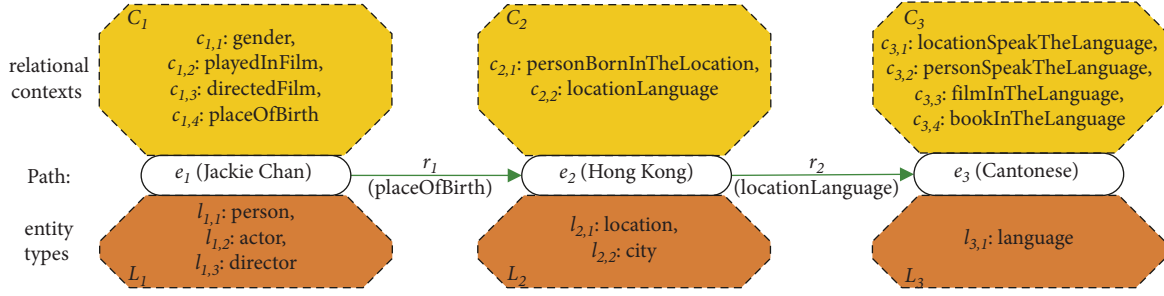 C1
c1,1: gender,
c1,2: playedInFilm,
c1,3: directedFilm,
c1,4: placeOfBirth
C2
c2,1: personBornInTheLocation,
c2,2: locationLanguage
C3
c3,1: locationSpeakTheLanguage,
c3,2: personSpeakTheLanguage,
c3,3: filmInTheLanguage,
c3,4: bookInTheLanguage
relational
contexts
Path:
e1 (Jackie Chan)
r1
(placeOfBirth)
e2 (Hong Kong)
r2
(locationLanguage)
e3 (Cantonese)
entity
types
l1,1: person,
l1,2: actor,
l1,3: director
L1
l2,1: location,
l2,2: city
L2
l3,1: language
L3